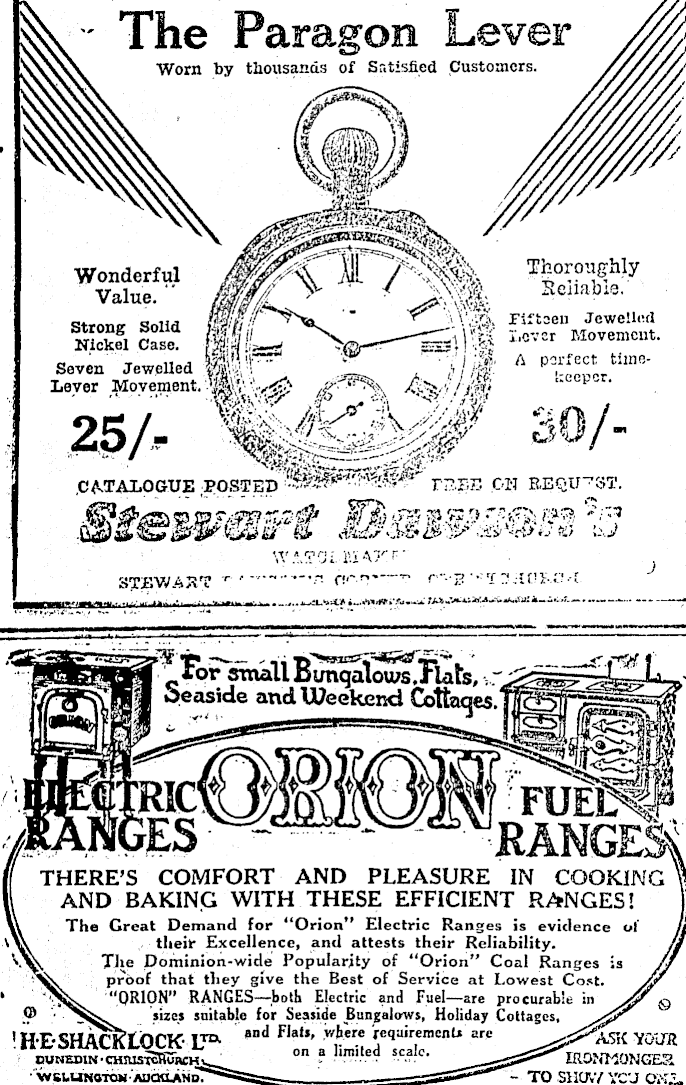 The Paragon Lever
Worn by thousands of Satisfied Customers.
Wonderful
Value.
Strong Solid
Nickel Case.
Seven Jewelled
Lever Movement.
25/-
Thoroughly
Reliable.
Fifteen Jewelled
Lever Movement.
A perfect time-
keeper.
30/-
CATALOGUE POSTED FREE ON REQUEST.
Stewart Dawson's
STEWART
For small Bungalows, Flats,
Seaside and Weekend Cottages.
ORION
ELECTRIC
RANGES
FUEL
RANGES
THERE'S COMFORT AND PLEASURE IN COOKING
AND BAKING WITH THESE EFFICIENT RANGES!
The Great Demand for "Orion" Electric Ranges is evidence of
their Excellence, and attests their Reliability.
The Dominion-wide Popularity of "Orion" Coal Ranges is
proof that they give the Best of Service at Lowest Cost.
"ORION" RANGES—both Electric and Fuel—are procurable in
sizes suitable for Seaside Bungalows, Holiday Cottages,
and Flats, where requirements are
on a limited scale.
H·E·SHACKLOCK LTD.
DUNEDIN·CHRISTCHURCH
WELLINGTON·AUCKLAND.
ASK YOUR
IRONMONGER
TO SHOW YOU ONE.